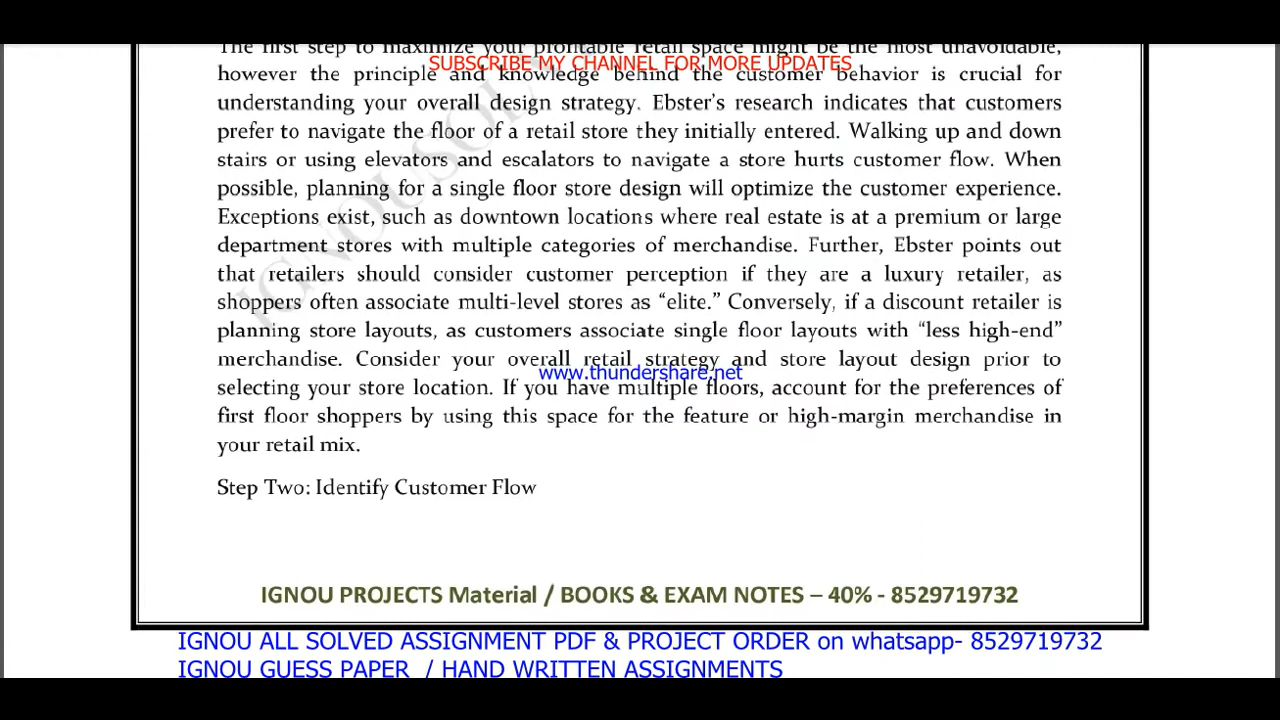 The first step to maximize your profitable retail space might be the most unavoidable,
SUBSCRIBE MY CHANNEL FOR MORE UPDATES
however the principle and knowledge behind the customer behavior is crucial for
understanding your overall design strategy. Ebster's research indicates that customers
prefer to navigate the floor of a retail store they initially entered. Walking up and down
stairs or using elevators and escalators to navigate a store hurts customer flow. When
possible, planning for a single floor store design will optimize the customer experience.
Exceptions exist, such as downtown locations where real estate is at a premium or large
department stores with multiple categories of merchandise. Further, Ebster points out
that retailers should consider customer perception if they are a luxury retailer, as
shoppers often associate multi-level stores as “elite.” Conversely, if a discount retailer is
planning store layouts, as customers associate single floor layouts with “less high-end”
merchandise. Consider your overall retail strategy and store layout design prior to
www.thundershare.net
selecting your store location. If you have multiple floors, account for the preferences of
first floor shoppers by using this space for the feature or high-margin merchandise in
your retail mix.
Step Two: Identify Customer Flow
IGNOU PROJECTS Material / BOOKS & EXAM NOTES – 40% - 8529719732
IGNOU ALL SOLVED ASSIGNMENT PDF & PROJECT ORDER on whatsapp- 8529719732
IGNOU GUESS PAPER / HAND WRITTEN ASSIGNMENTS